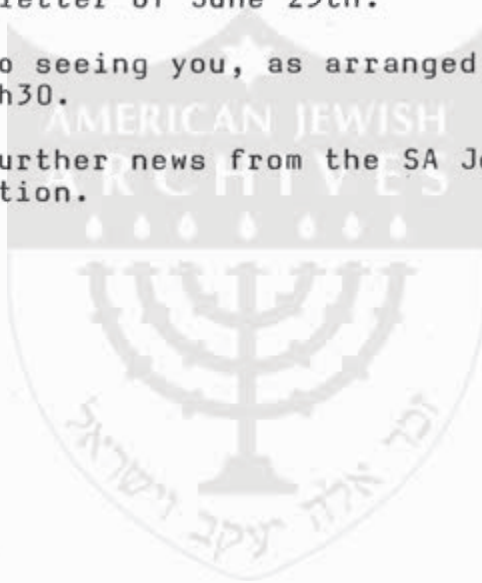 letter of June 29th.
o seeing you, as arranged
h30.
AMERICAN JEWISH
urther news from the SA Je
ARCHIVES
tion.
זכר אלה יעקב וישראל